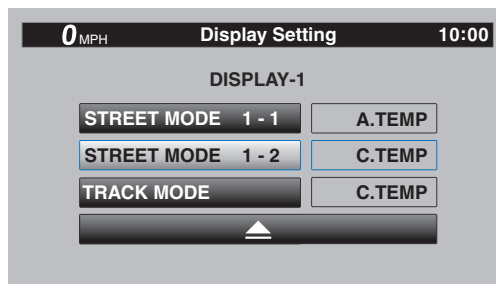 0 MPH Display Setting 10:00
DISPLAY-1
STREET MODE 1 - 1 A.TEMP
STREET MODE 1 - 2 C.TEMP
TRACK MODE C.TEMP